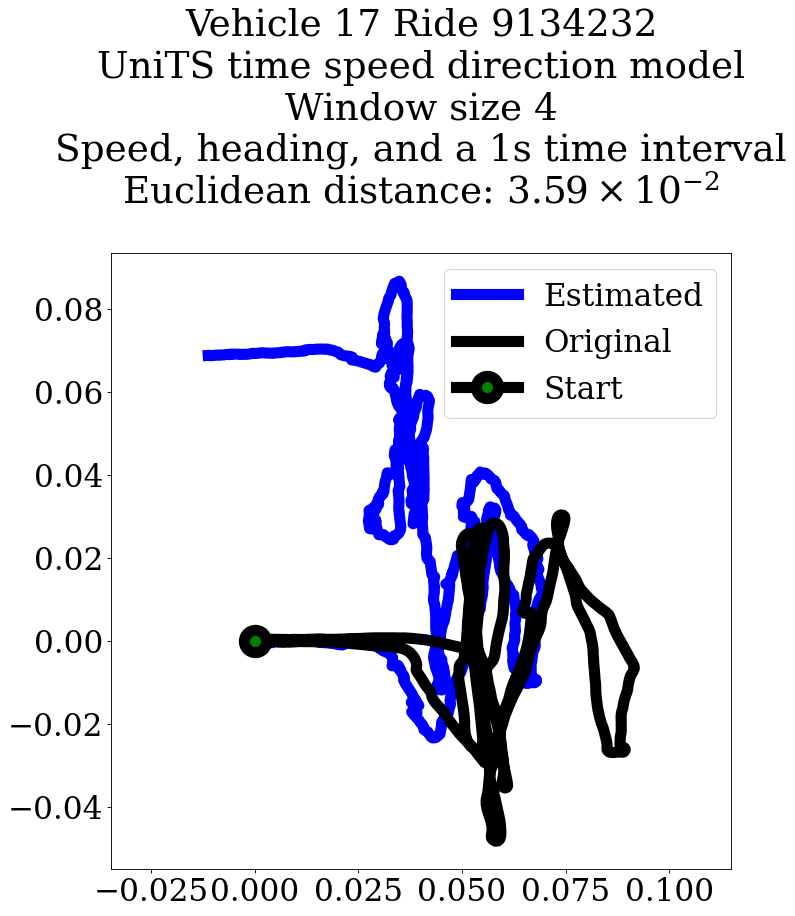 Vehicle 17 Ride 9134232
UniTS time speed direction model
Window size 4
Speed, heading, and a 1s time interval
Euclidean distance: 3.59 × 10⁻²
Estimated
Original
Start
0.08
0.06
0.04
0.02
0.00
−0.02
−0.04
−0.025 0.000 0.025 0.050 0.075 0.100